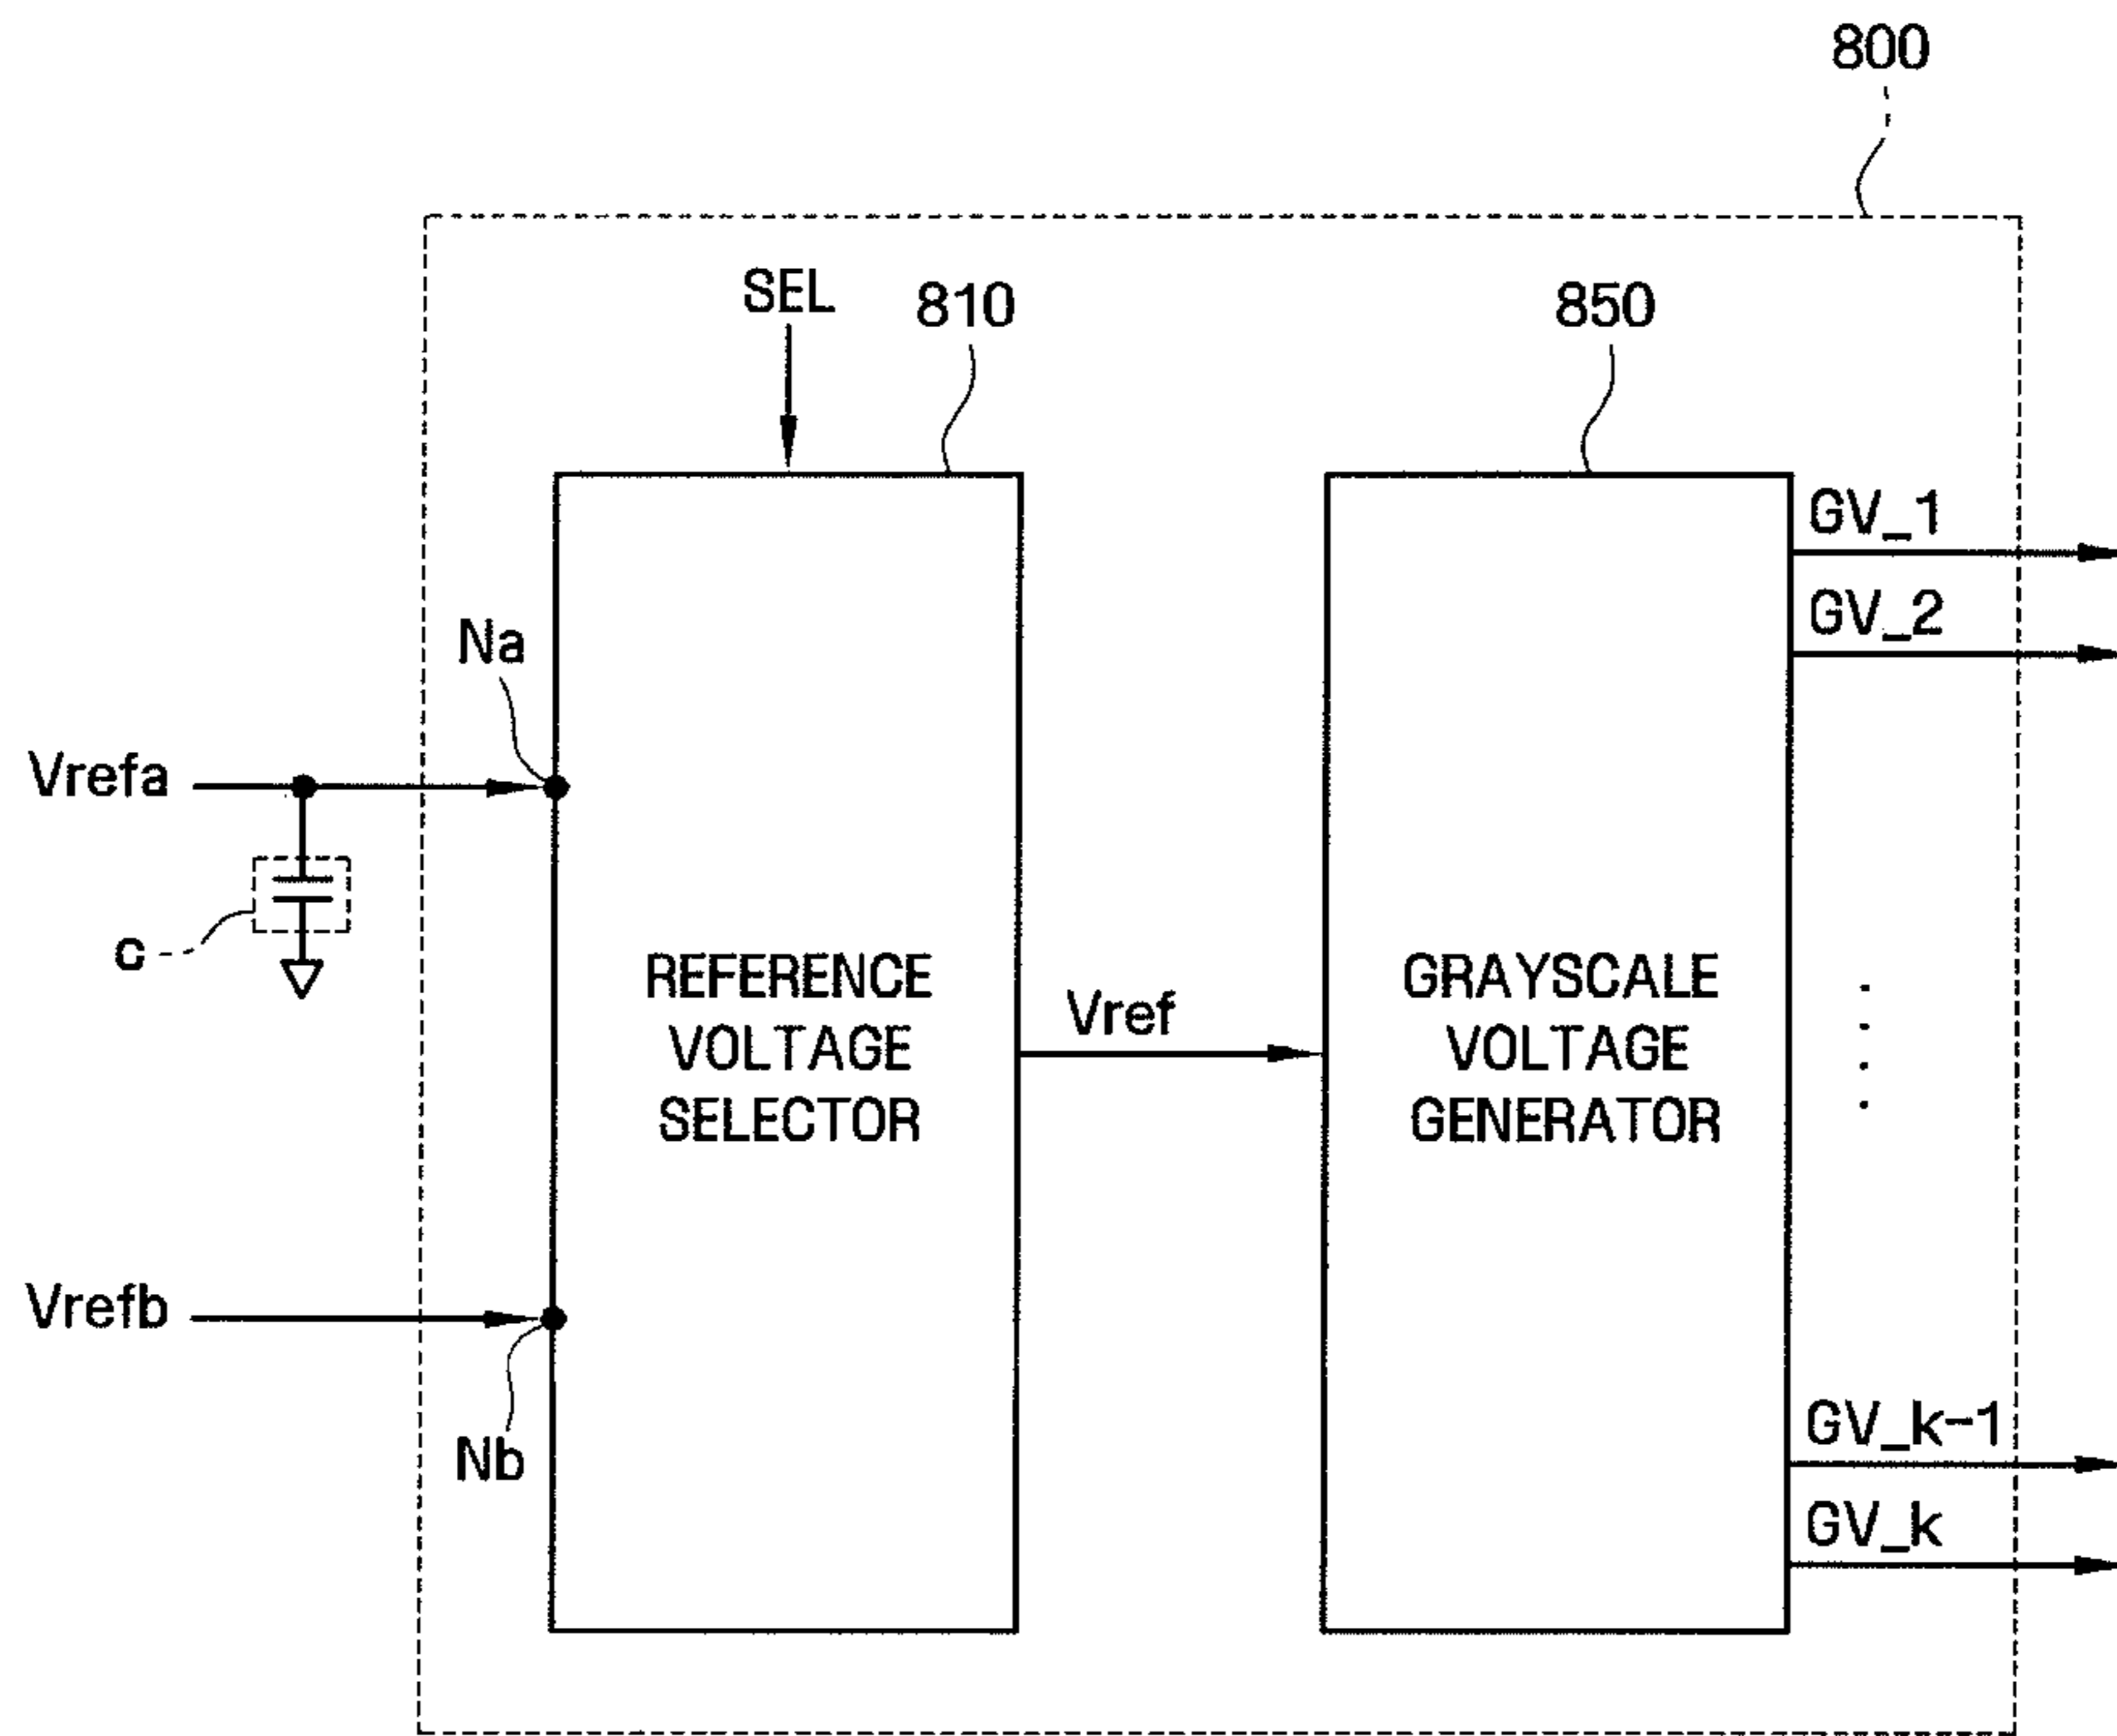 800
SEL
810
850
GV_1
GV_2
Na
Vrefa
c
REFERENCE
VOLTAGE
SELECTOR
Vref
GRAYSCALE
VOLTAGE
GENERATOR
Vrefb
Nb
GV_k-1
GV_k